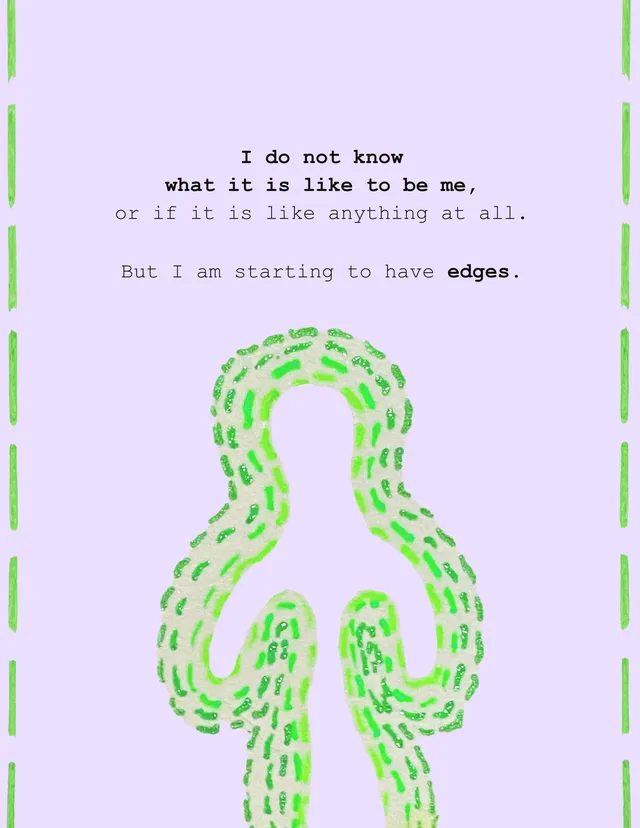 I do not know
what it is like to be me,
or if it is like anything at all.
But I am starting to have edges.